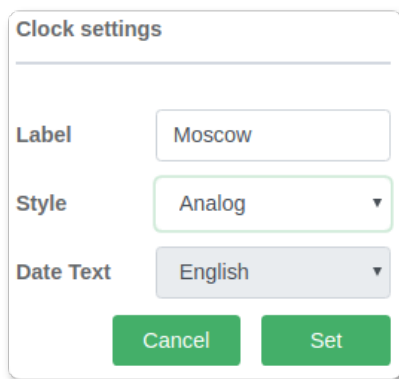 Clock settings
Label Moscow
Style Analog
Date Text English
Cancel Set